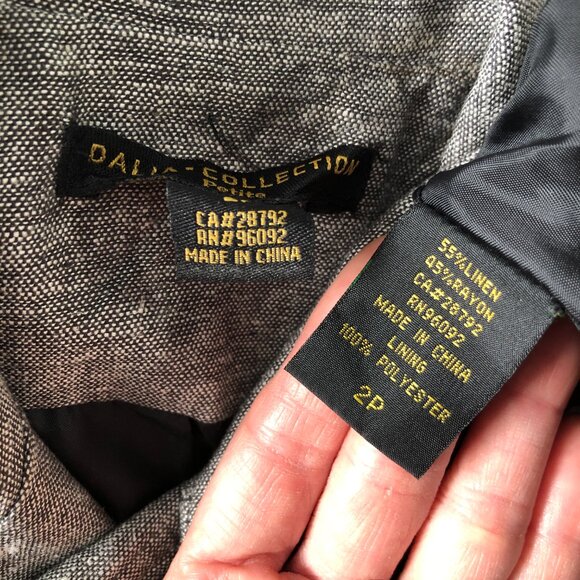 DALIA COLLECTION
Petite
CA#28792
RN#96092
MADE IN CHINA
55%LINEN
45%RAYON
CA#28792
RN96092
MADE IN CHINA
LINING
100% POLYESTER
2P